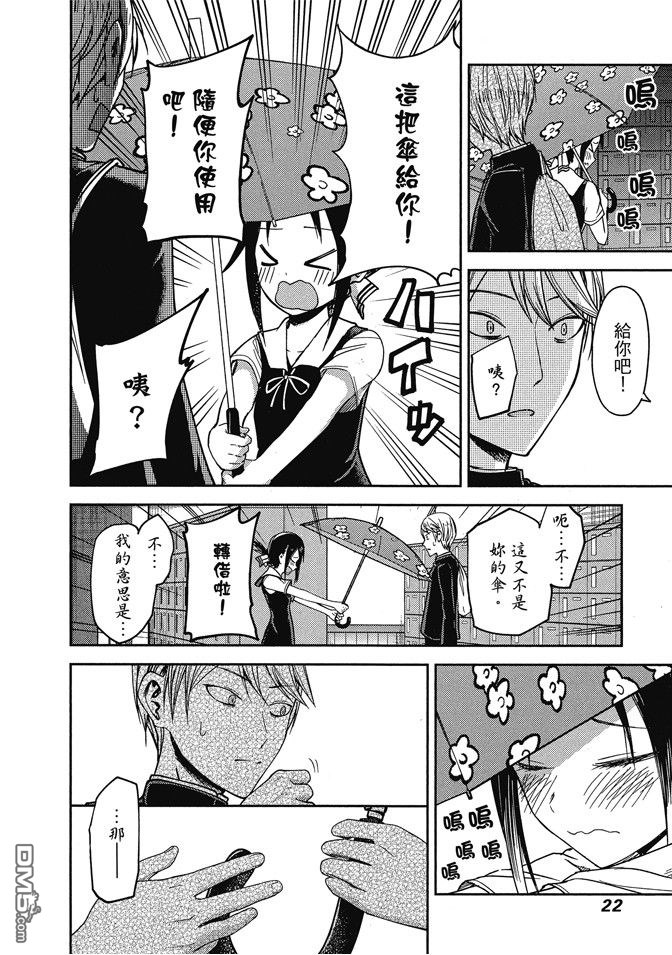 嗚
嗚
嗚
嗚
給你吧！
咦？
這把傘給你！
隨便你使用
吧！
ハイッ
咦？
呃…不…
這又不是
妳的傘。
轉借啦！
不…
我的意思是…
嗚嗚
嗚嗚
嗚
…那──
22
DM5
.com